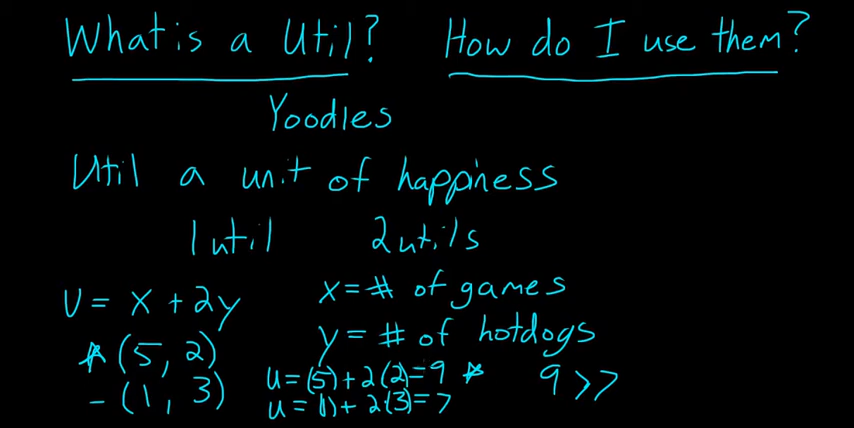 What is a Util? How do I use them?
Yoodles
Util a unit of happiness
1 util 2 utils
U = x + 2y x = # of games
y = # of hotdogs
* (5, 2)
u = (5) + 2(2) = 9 * 9 > 7
- (1, 3)
u = (1) + 2(3) = 7